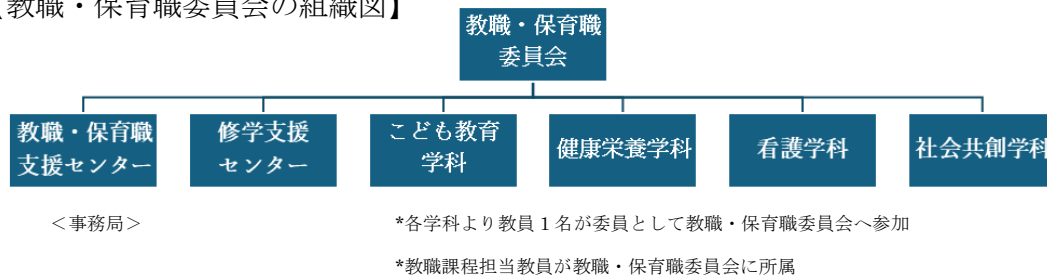 教職・保育職委員会の組織図】
教職・保育職
委員会
教職・保育職
支援センター
修学支援
センター
こども教育
学科
健康栄養学科
看護学科
社会共創学科
＜事務局＞
*各学科より教員１名が委員として教職・保育職委員会へ参加
*教職課程担当教員が教職・保育職委員会に所属